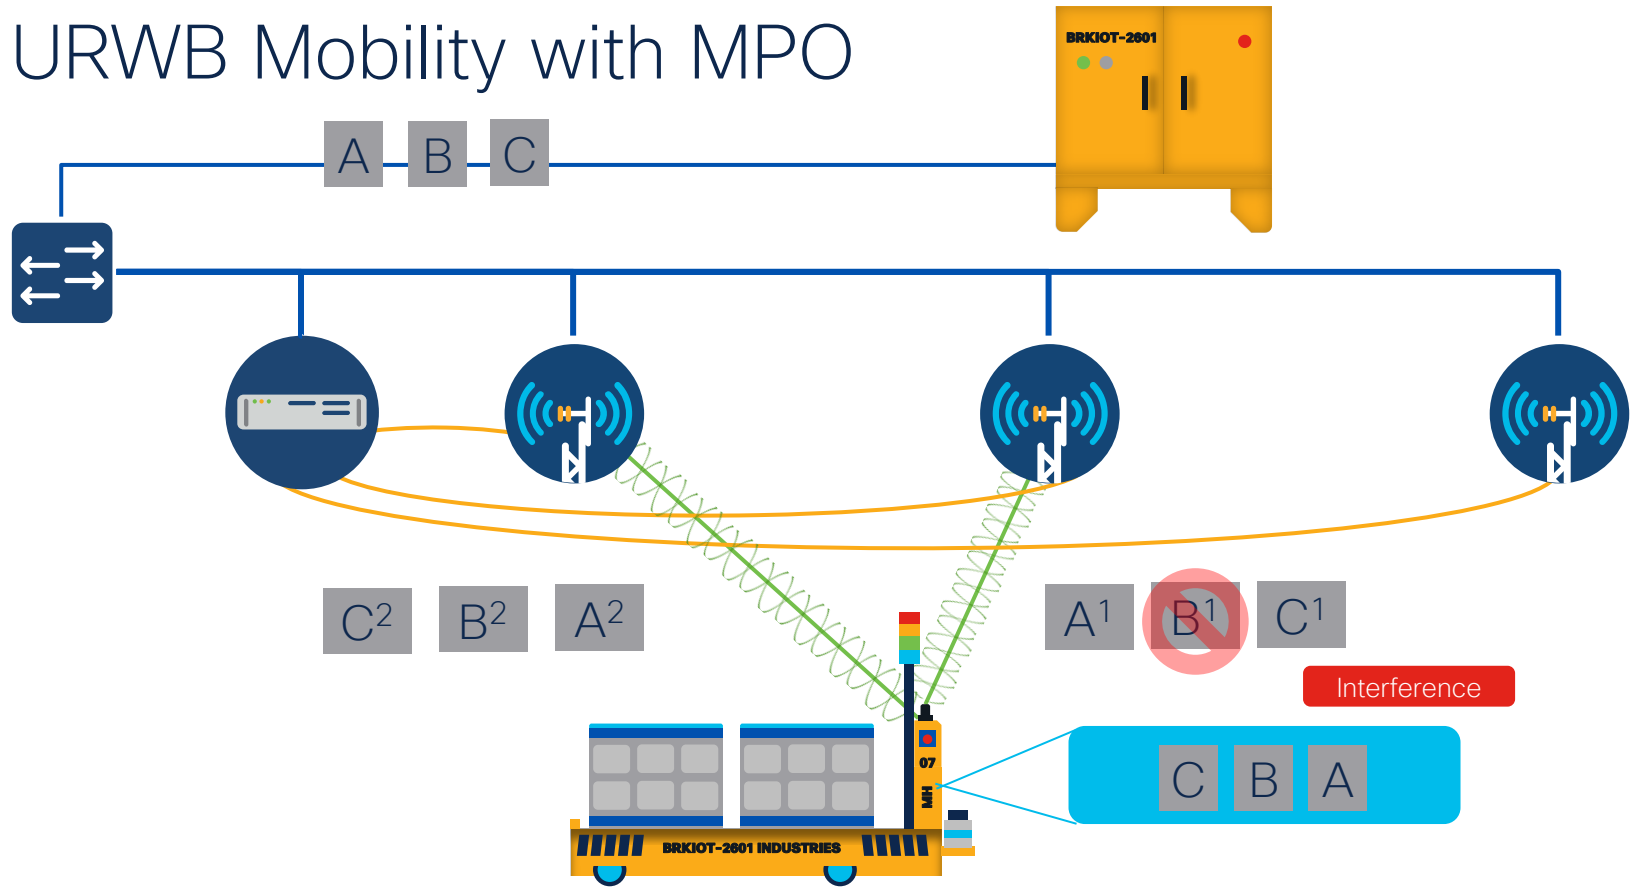 URWB Mobility with MPO
BRKIOT-2601
A B C
C² B² A²
A¹ B¹ C¹
Interference
07
MH
C B A
BRKIOT-2601 INDUSTRIES